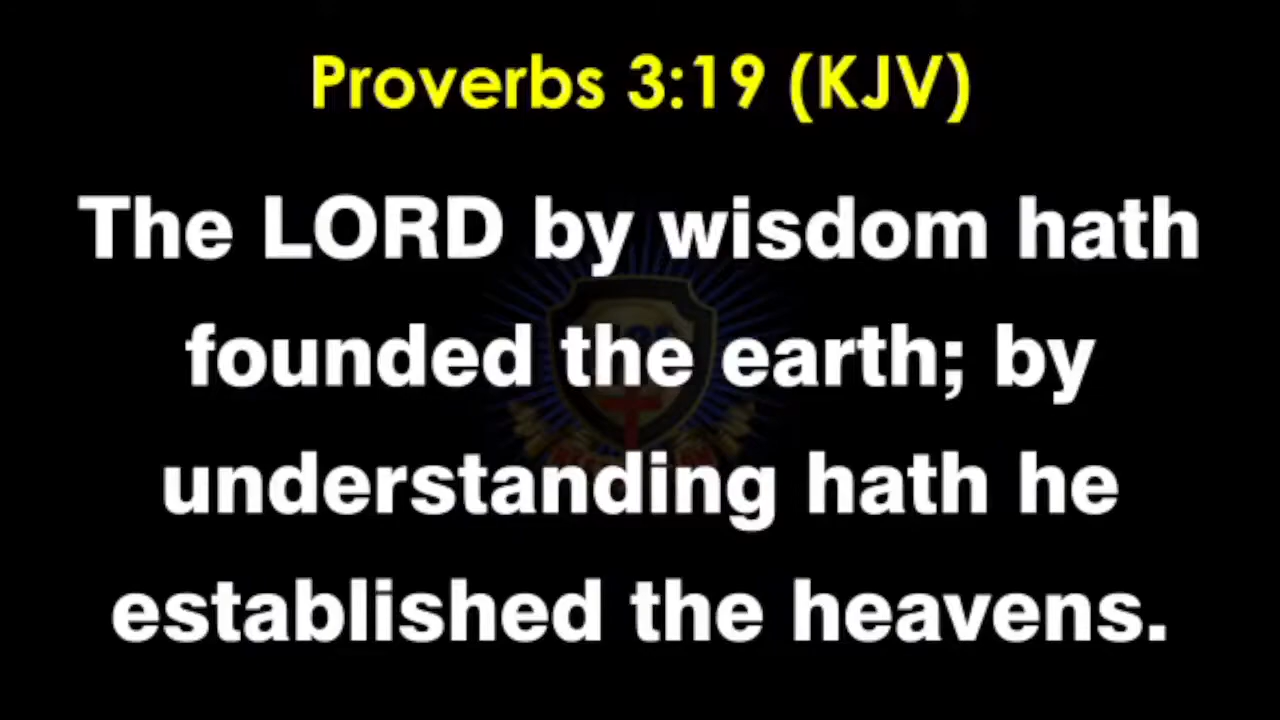 Proverbs 3:19 (KJV)
The LORD by wisdom hath
founded the earth; by
understanding hath he
established the heavens.